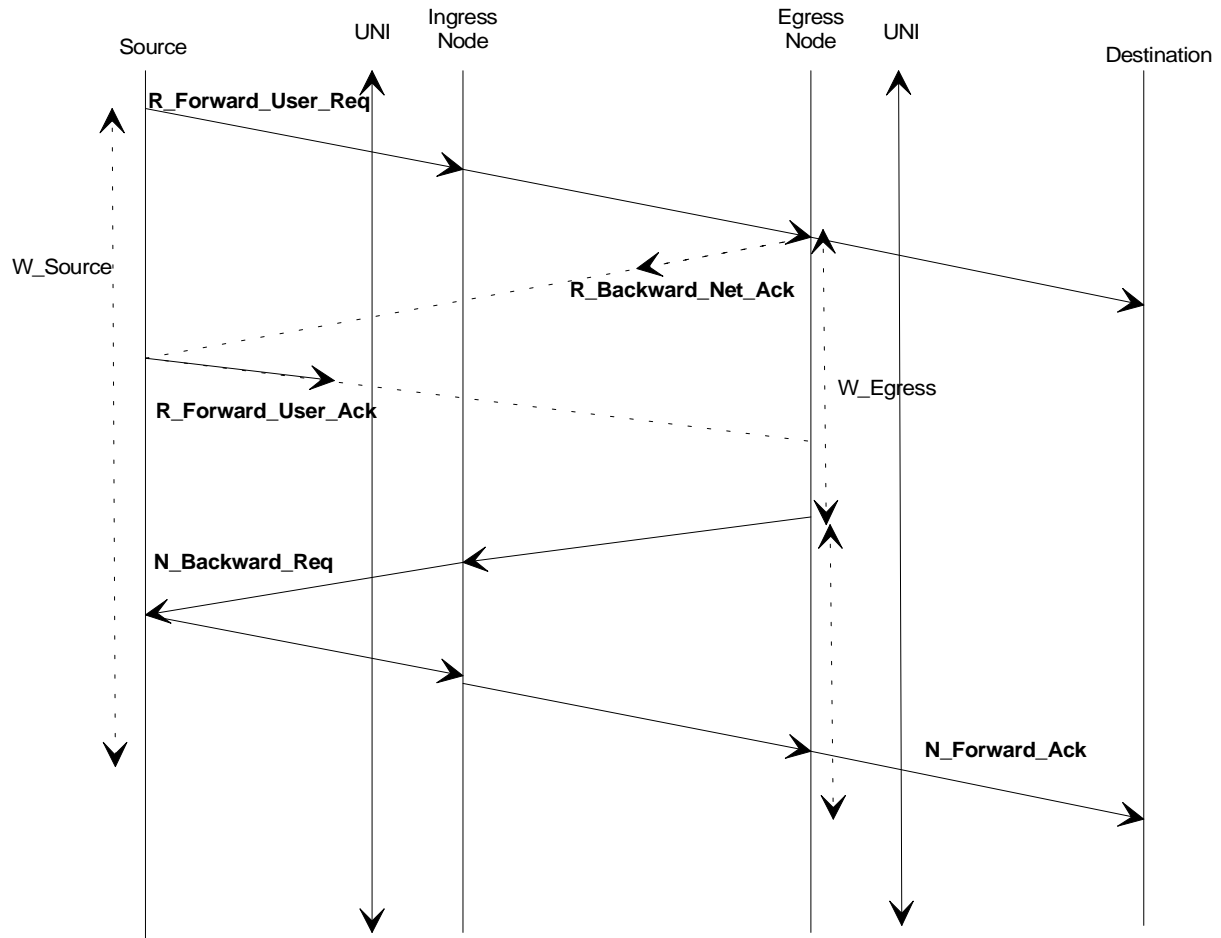 Source
UNI
Ingress
Node
Egress
Node
UNI
Destination
R_Forward_User_Req
W_Source
R_Backward_Net_Ack
W_Egress
R_Forward_User_Ack
N_Backward_Req
N_Forward_Ack